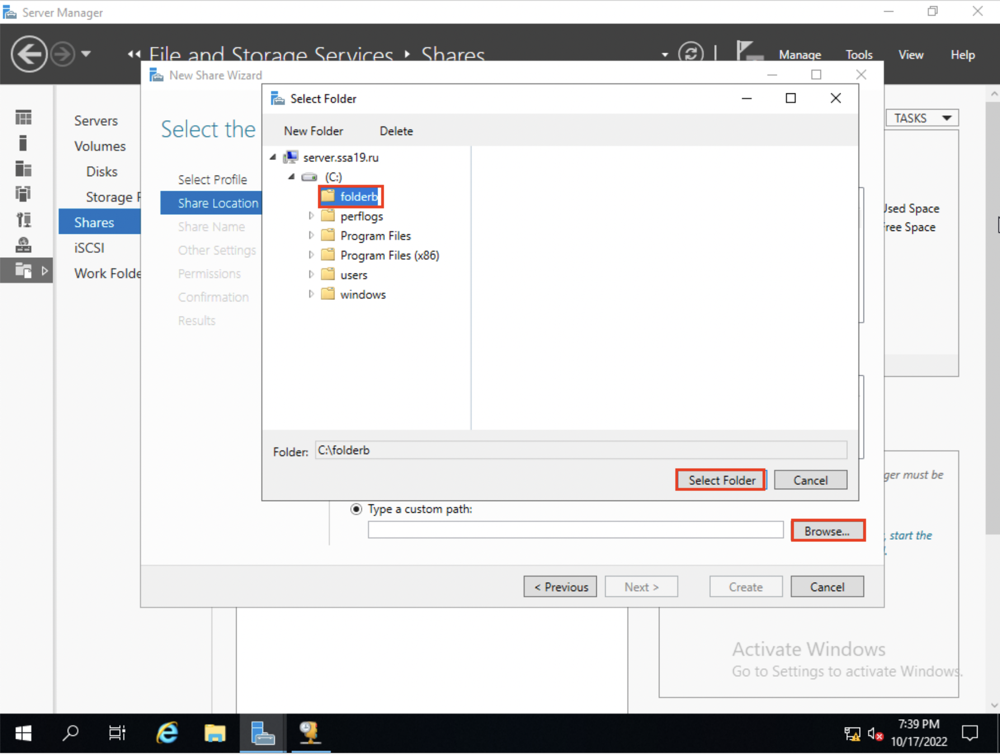 Server Manager
File and Storage Services
Shares
Manage
Tools
View
Help
New Share Wizard
Select Folder
Servers
Volumes
Disks
Storage
Shares
iSCSI
Work
TASKS
Select the
Select Profile
Share Location
Share Name
Other Settings
Permissions
Confirmation
Results
New Folder
Delete
server.ssa19.ru
(C:)
folderb
perflogs
Program Files
Program Files (x86)
users
windows
Space
Space
Folder: C:\folderb
Select Folder
Cancel
must be
Type a custom path:
Browse...
start the
< Previous
Next >
Create
Cancel
Activate Windows
Go to Settings to activate Windows.
7:39 PM
10/17/2022